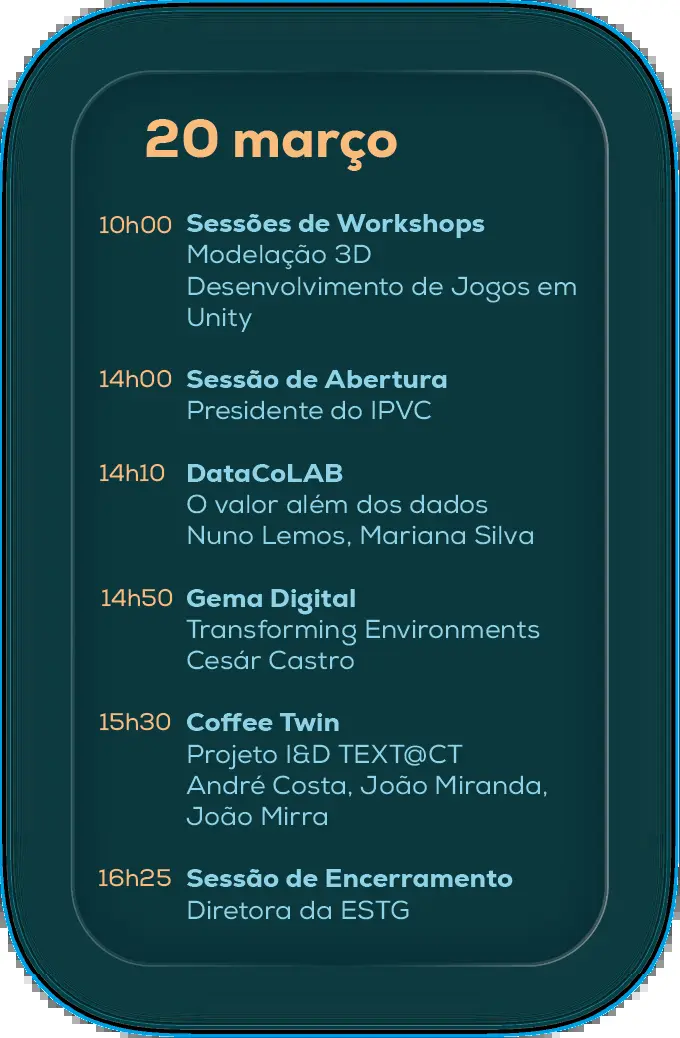 20 março
10h00 Sessões de Workshops
Modelação 3D
Desenvolvimento de Jogos em
Unity
14h00 Sessão de Abertura
Presidente do IPVC
14h10 DataCoLAB
O valor além dos dados
Nuno Lemos, Mariana Silva
14h50 Gema Digital
Transforming Environments
Cesár Castro
15h30 Coffee Twin
Projeto I&D TEXT@CT
André Costa, João Miranda,
João Mirra
16h25 Sessão de Encerramento
Diretora da ESTG